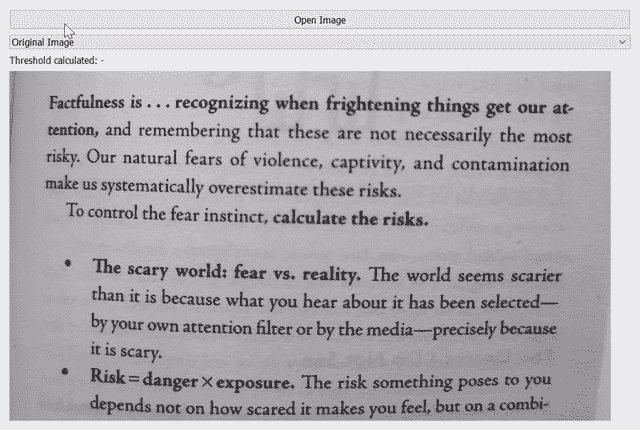 Open Image
Original Image
Threshold calculated: -
Factfulness is . . . recognizing when frightening things get our at-
tention, and remembering that these are not necessarily the most
risky. Our natural fears of violence, captivity, and contamination
make us systematically overestimate these risks.
To control the fear instinct, calculate the risks.
• The scary world: fear vs. reality. The world seems scarier
than it is because what you hear about it has been selected—
by your own attention filter or by the media—precisely because
it is scary.
• Risk = danger × exposure. The risk something poses to you
depends not on how scared it makes you feel, but on a combi-